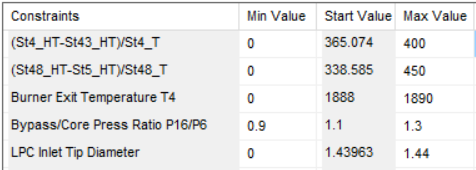 Constraints Min Value Start Value Max Value
(St4_HT-St43_HT)/St4_T 0 365.074 400
(St48_HT-St5_HT)/St48_T 0 338.585 450
Burner Exit Temperature T4 0 1888 1890
Bypass/Core Press Ratio P16/P6 0.9 1.1 1.3
LPC Inlet Tip Diameter 0 1.43963 1.44